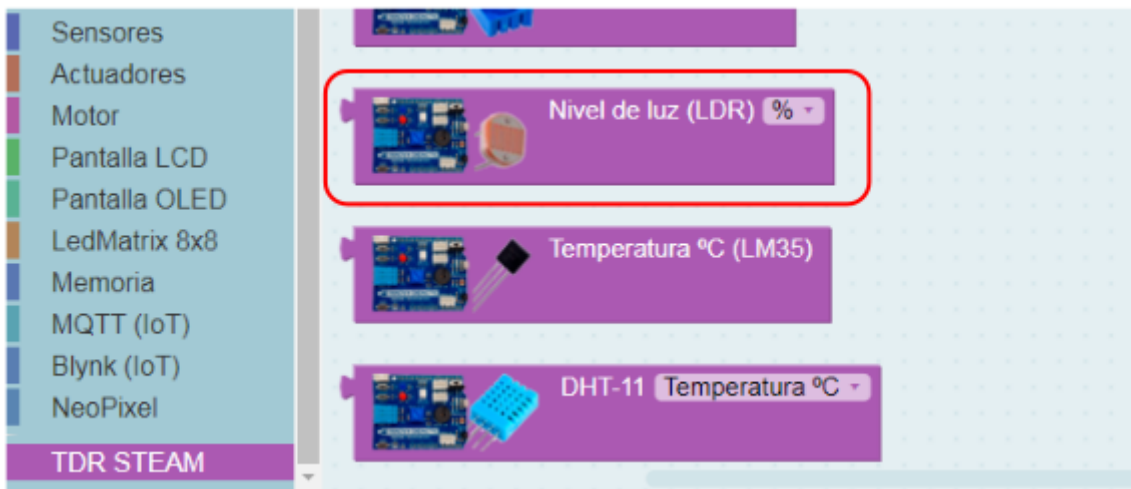 Sensores
Actuadores
Motor
Pantalla LCD
Pantalla OLED
LedMatrix 8x8
Memoria
MQTT (IoT)
Blynk (IoT)
NeoPixel
TDR STEAM
Nivel de luz (LDR) %
Temperatura ºC (LM35)
DHT-11 Temperatura ºC